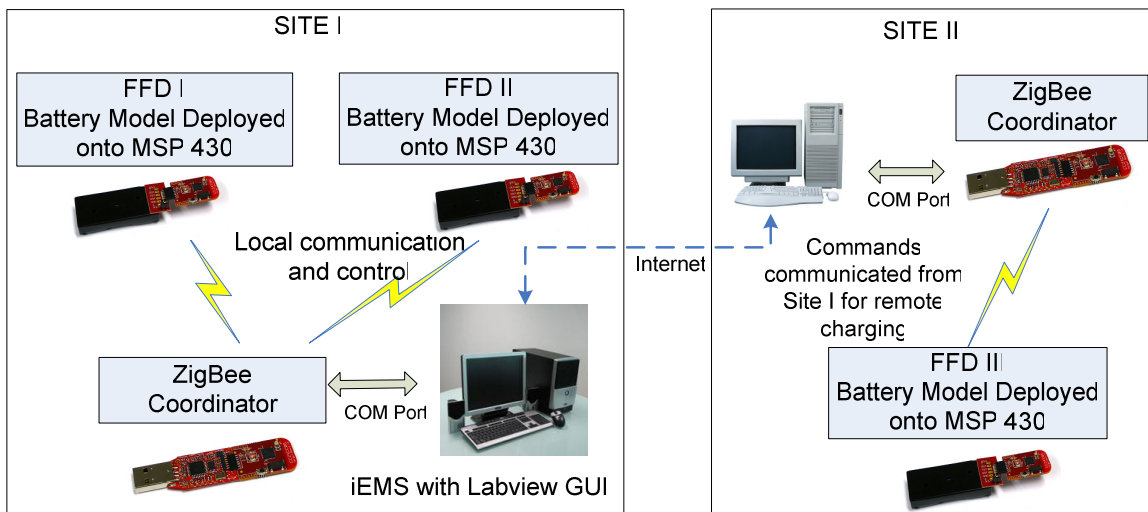 SITE I
FFD I
Battery Model Deployed
onto MSP 430
FFD II
Battery Model Deployed
onto MSP 430
Local communication
and control
ZigBee
Coordinator
COM Port
iEMS with Labview GUI
Internet
SITE II
ZigBee
Coordinator
COM Port
Commands
communicated from
Site I for remote
charging
FFD III
Battery Model Deployed
onto MSP 430